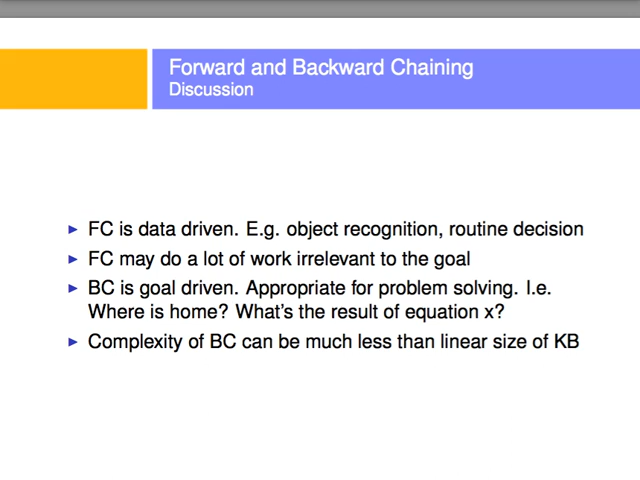 Forward and Backward Chaining
Discussion
► FC is data driven. E.g. object recognition, routine decision
► FC may do a lot of work irrelevant to the goal
► BC is goal driven. Appropriate for problem solving. I.e.
Where is home? What's the result of equation x?
► Complexity of BC can be much less than linear size of KB